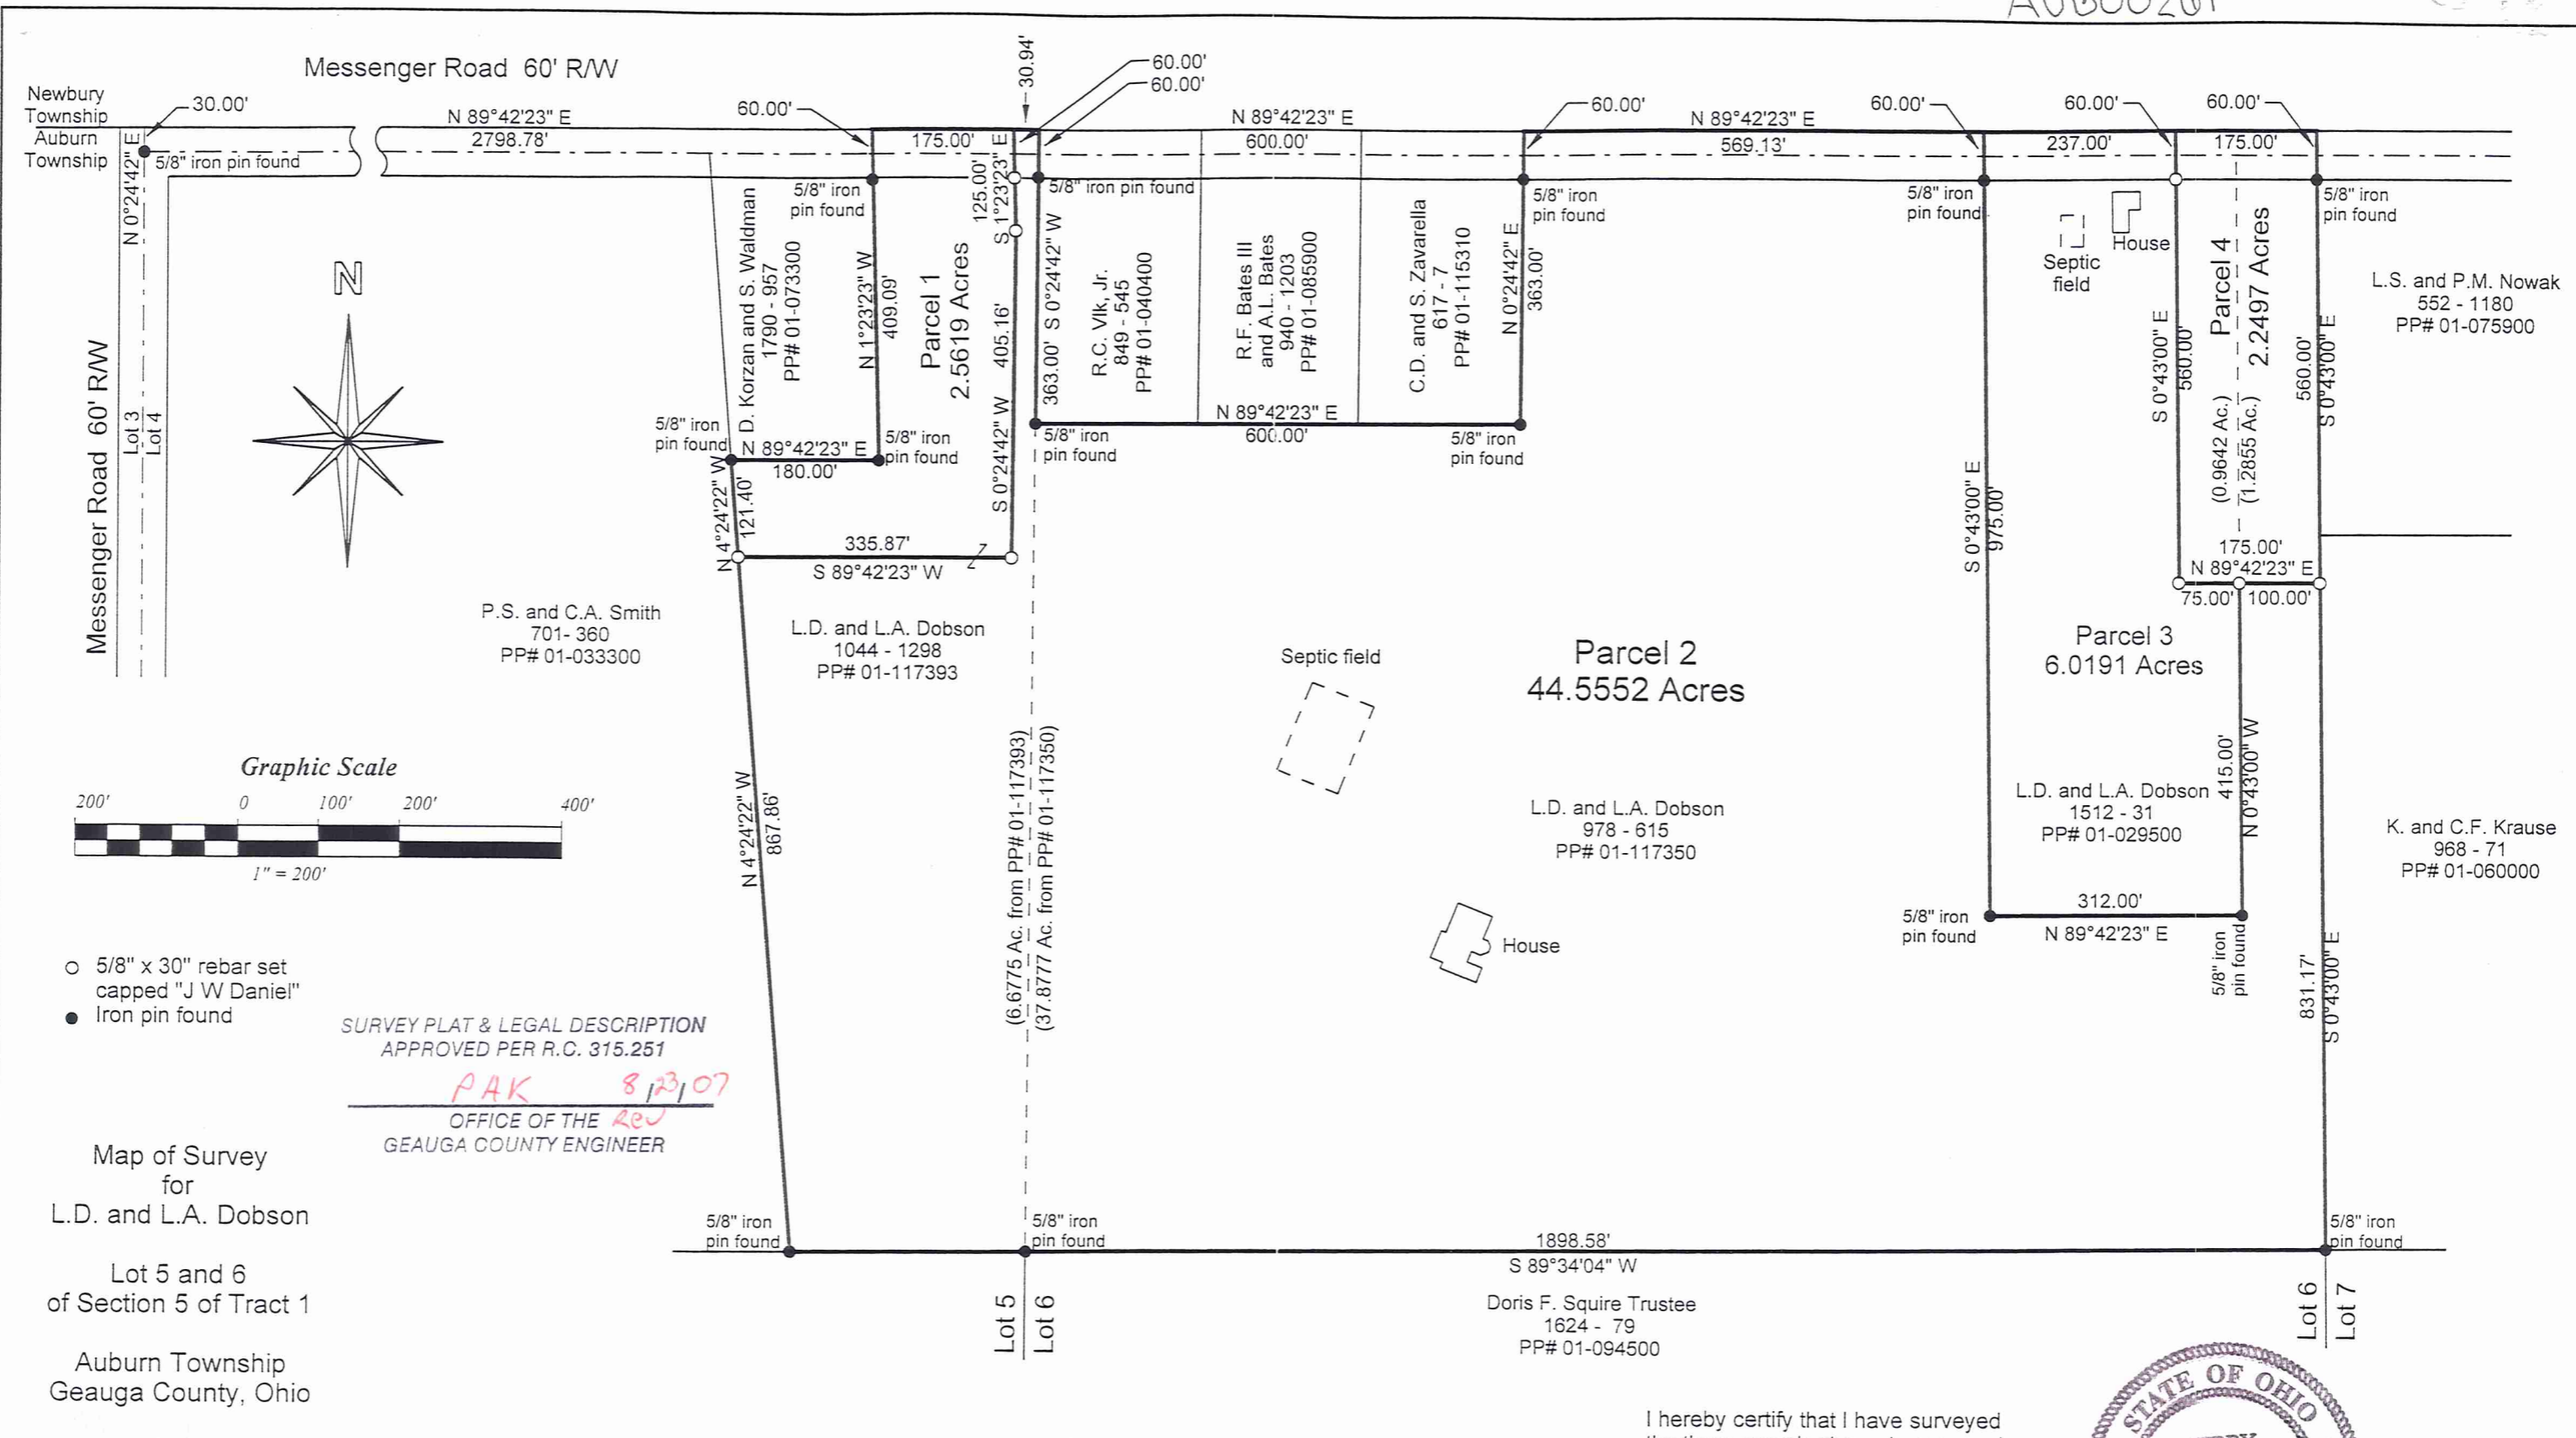 Messenger Road 60' R/W
Newbury
Township
Auburn
Township
30.00'
N 89°42'23" E
2798.78'
5/8" iron pin found
N 0°24'42" E
60.00'
30.94'
60.00'
60.00'
175.00'
N 89°42'23" E
600.00'
60.00'
N 89°42'23" E
569.13'
60.00'
60.00'
60.00'
237.00'
175.00'
5/8" iron
pin found
5/8" iron pin found
5/8" iron
pin found
5/8" iron
pin found
5/8" iron
pin found
Messenger Road 60' R/W
Lot 3
Lot 4
N
D. Korzan and S. Waldman
1790 - 957
PP# 01-073300
N 1°23'23" W
409.09'
Parcel 1
2.5619 Acres
125.00'
S 1°23'23" E
S 0°24'42" W 405.16'
363.00' S 0°24'42" W
R.C. Vlk, Jr.
849 - 545
PP# 01-040400
R.F. Bates III
and A.L. Bates
940 - 1203
PP# 01-085900
C.D. and S. Zavarella
617 - 7
PP# 01-115310
N 0°24'42" E
363.00'
Septic
field
House
Parcel 4
2.2497 Acres
(0.9642 Ac.)
(1.2855 Ac.)
S 0°43'00" E
560.00'
560.00'
S 0°43'00" E
L.S. and P.M. Nowak
552 - 1180
PP# 01-075900
5/8" iron
pin found
N 89°42'23" E
180.00'
5/8" iron
pin found
N 89°42'23" E
600.00'
5/8" iron
pin found
5/8" iron
pin found
N 4°24'22" W
121.40'
335.87'
S 89°42'23" W
S 0°43'00" E
975.00'
175.00'
N 89°42'23" E
75.00'
100.00'
P.S. and C.A. Smith
701- 360
PP# 01-033300
L.D. and L.A. Dobson
1044 - 1298
PP# 01-117393
Septic field
Parcel 2
44.5552 Acres
Parcel 3
6.0191 Acres
N 4°24'22" W
867.86'
(6.6775 Ac. from PP# 01-117393)
(37.8777 Ac. from PP# 01-117350)
L.D. and L.A. Dobson
978 - 615
PP# 01-117350
L.D. and L.A. Dobson
1512 - 31
PP# 01-029500
415.00'
N 0°43'00" W
K. and C.F. Krause
968 - 71
PP# 01-060000
Graphic Scale
200' 0 100' 200' 400'
1" = 200'
House
5/8" iron
pin found
312.00'
N 89°42'23" E
5/8" iron
pin found
831.17'
S 0°43'00" E
5/8" x 30" rebar set
capped "J W Daniel"
Iron pin found
SURVEY PLAT & LEGAL DESCRIPTION
APPROVED PER R.C. 315.251
PAK 8/23/07
OFFICE OF THE Rev
GEAUGA COUNTY ENGINEER
Map of Survey
for
L.D. and L.A. Dobson
Lot 5 and 6
of Section 5 of Tract 1
Auburn Township
Geauga County, Ohio
5/8" iron
pin found
5/8" iron
pin found
1898.58'
S 89°34'04" W
5/8" iron
pin found
Lot 5
Lot 6
Doris F. Squire Trustee
1624 - 79
PP# 01-094500
Lot 6
Lot 7
I hereby certify that I have surveyed
STATE OF OHIO